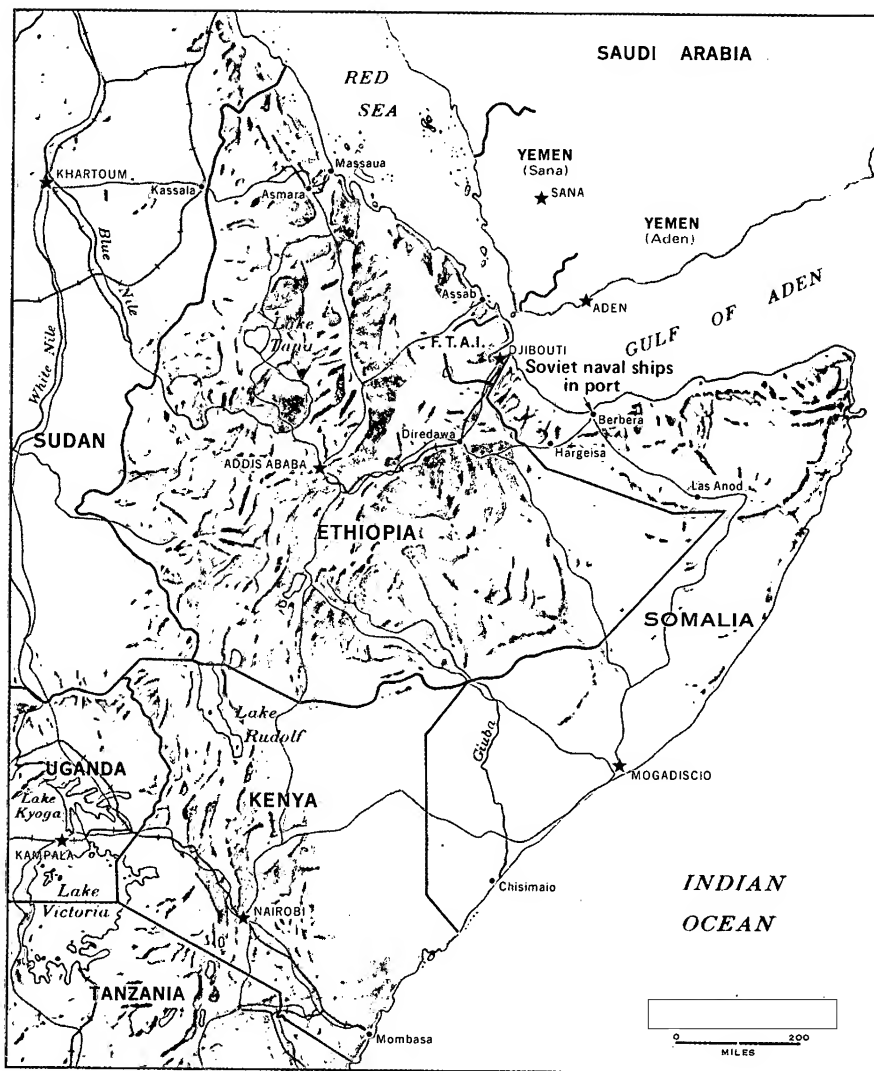 SAUDI ARABIA
RED
SEA
YEMEN
(Sana)
SANA
YEMEN
(Aden)
KHARTOUM
Kassala
Asmara
Massaua
Blue
Nile
White Nile
Assab
ADEN
GULF OF ADEN
Lake
Tana
F.T.A.I.
DJIBOUTI
Soviet naval ships
in port
Berbera
SUDAN
Diredawa
Hargeisa
ADDIS ABABA
Las Anod
ETHIOPIA
SOMALIA
Lake
Rudolf
Giuba
UGANDA
Lake
Kyoga
KENYA
MOGADISCIO
KAMPALA
Chisimaio
Lake
Victoria
NAIROBI
INDIAN
OCEAN
TANZANIA
Mombasa
0 200
MILES